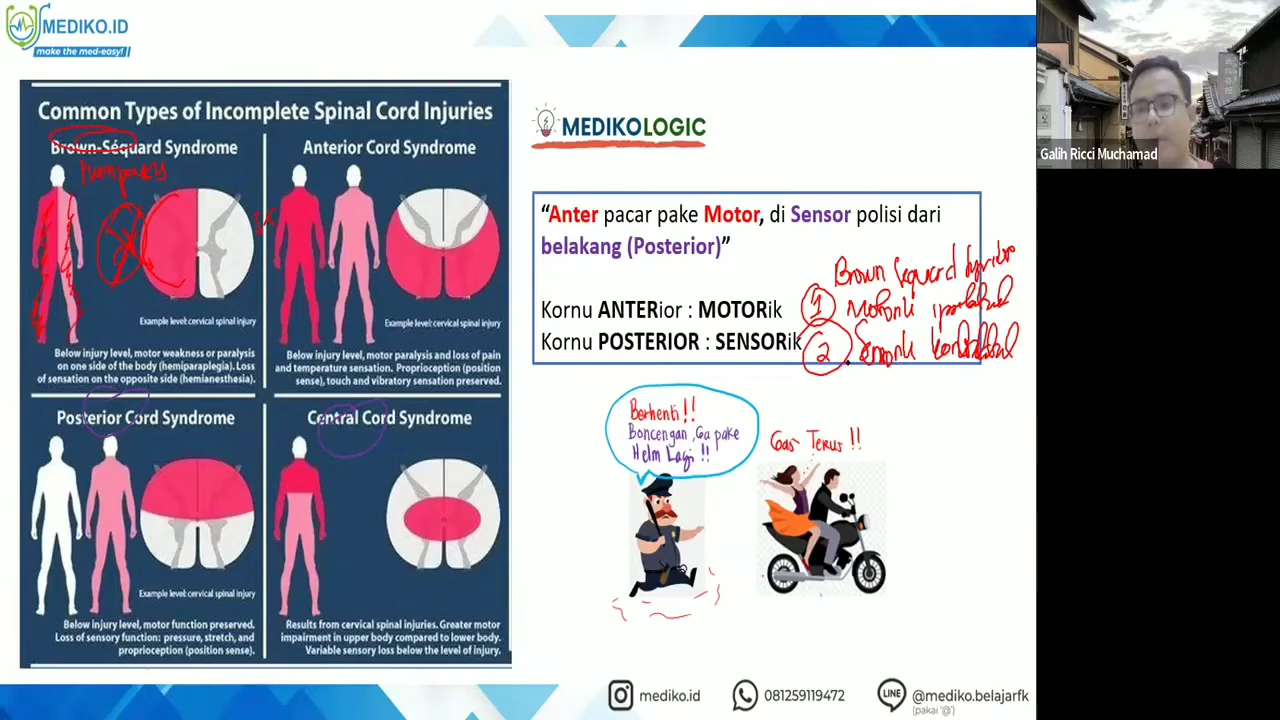 MEDIKO.ID
make the med-easy!
Common Types of Incomplete Spinal Cord Injuries
Brown-Séquard Syndrome
Example level: cervical spinal injury
Below injury level, motor weakness or paralysis
on one side of the body (hemiparaplegia). Loss
of sensation on the opposite side (hemianesthesia).
Anterior Cord Syndrome
Example level: cervical spinal injury
Below injury level, motor paralysis and loss of pain
and temperature sensation. Proprioception (position
sense), touch and vibratory sensation preserved.
Posterior Cord Syndrome
Example level: cervical spinal injury
Below injury level, motor function preserved.
Loss of sensory function: pressure, stretch, and
proprioception (position sense).
Central Cord Syndrome
Results from cervical spinal injuries. Greater motor
impairment in upper body compared to lower body.
Variable sensory loss below the level of injury.
MEDIKOLOGIC
“Anter pacar pake Motor, di Sensor polisi dari
belakang (Posterior)”
Kornu ANTERior : MOTORik
Kornu POSTERIOR : SENSORik
Brown Sequard
1 Motorik
2 Sensorik
Berhenti !!
Boncengan, Ga pake
Helm Lagi !!
Gas Terus !!
mediko.id
081259119472
LINE
@mediko.belajarfk
(pakai '@')
Galih Ricci Muchamad